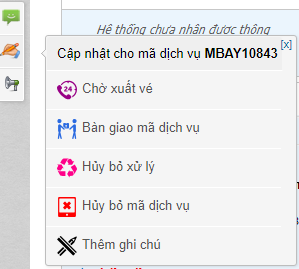 Hệ thống chưa nhận được thông
[x]
Cập nhật cho mã dịch vụ MBAY10843
24
Chờ xuất vé
Bàn giao mã dịch vụ
Hủy bỏ xử lý
Hủy bỏ mã dịch vụ
Thêm ghi chú